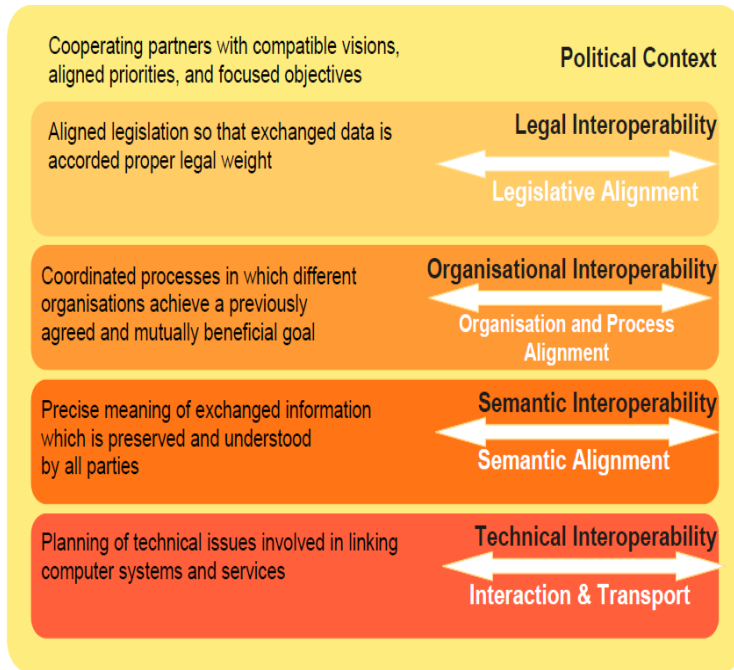 Cooperating partners with compatible visions,
aligned priorities, and focused objectives
Political Context
Aligned legislation so that exchanged data is
accorded proper legal weight
Legal Interoperability
Legislative Alignment
Coordinated processes in which different
organisations achieve a previously
agreed and mutually beneficial goal
Organisational Interoperability
Organisation and Process
Alignment
Precise meaning of exchanged information
which is preserved and understood
by all parties
Semantic Interoperability
Semantic Alignment
Planning of technical issues involved in linking
computer systems and services
Technical Interoperability
Interaction & Transport